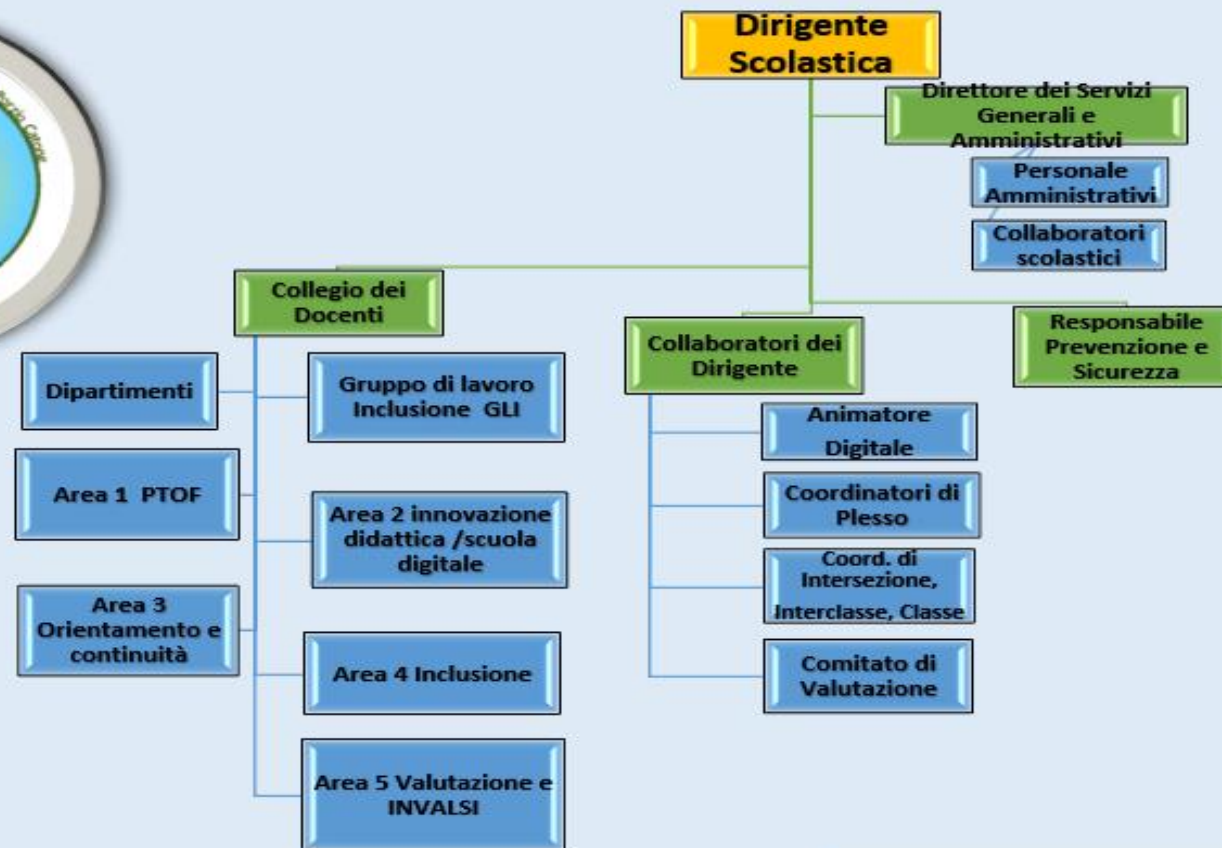 Dirigente
Scolastica
Direttore dei Servizi
Generali e
Amministrativi
Personale
Amministrativi
Collaboratori
scolastici
Collegio dei
Docenti
Dipartimenti
Gruppo di lavoro
Inclusione GLI
Area 1 PTOF
Area 2 innovazione
didattica /scuola
digitale
Area 3
Orientamento e
continuità
Area 4 Inclusione
Area 5 Valutazione e
INVALSI
Collaboratori dei
Dirigente
Animatore
Digitale
Coordinatori di
Plesso
Coord. di
Intersezione,
Interclasse, Classe
Comitato di
Valutazione
Responsabile
Prevenzione e
Sicurezza